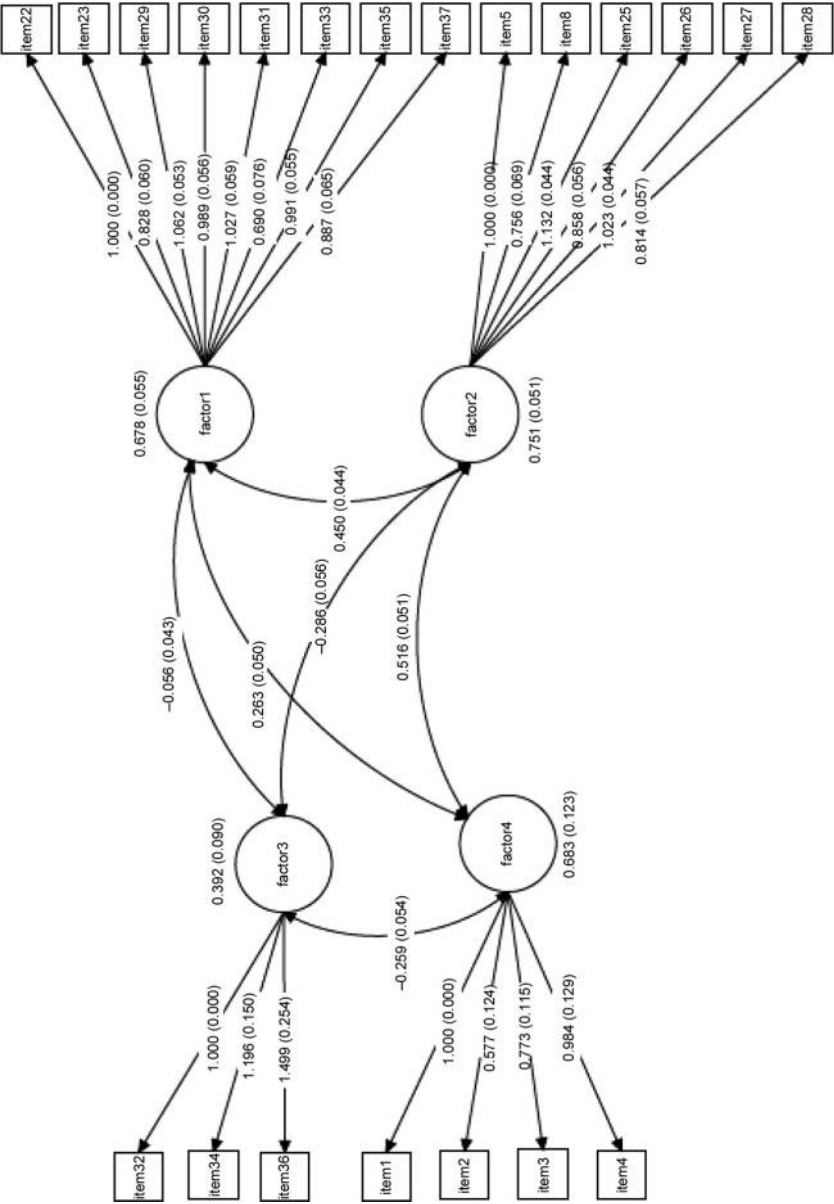 item22
item23
item29
item30
item31
item33
item35
item37
item5
item8
item25
item26
item27
item28
1.000 (0.000)
0.828 (0.060)
1.062 (0.053)
0.989 (0.056)
1.027 (0.059)
0.690 (0.076)
0.991 (0.055)
0.887 (0.065)
1.000 (0.000)
0.756 (0.069)
1.132 (0.044)
0.858 (0.056)
1.023 (0.044)
0.814 (0.057)
0.678 (0.055)
factor1
factor2
0.751 (0.051)
0.450 (0.044)
–0.286 (0.056)
–0.056 (0.043)
0.263 (0.050)
0.516 (0.051)
0.392 (0.090)
factor3
factor4
0.683 (0.123)
–0.259 (0.054)
1.000 (0.000)
1.196 (0.150)
1.499 (0.254)
1.000 (0.000)
0.577 (0.124)
0.773 (0.115)
0.984 (0.129)
item32
item34
item36
item1
item2
item3
item4